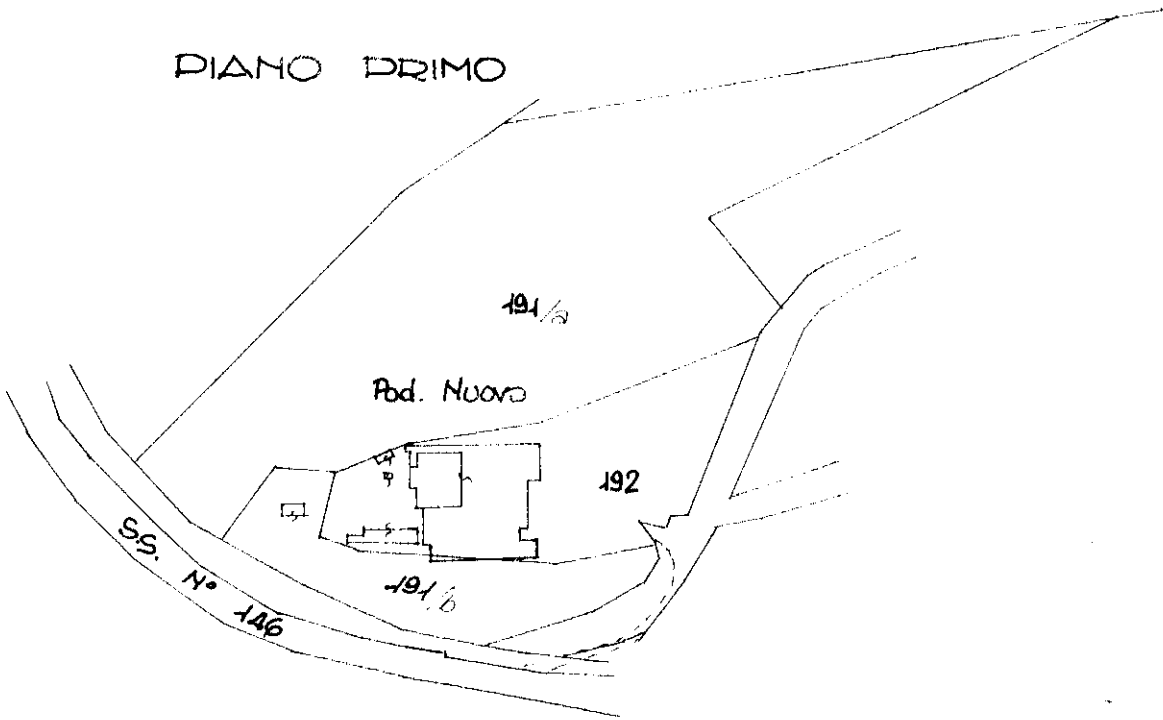 PIANO PRIMO
191/a
Pod. Nuovo
192
191/b
S.S. N° 146